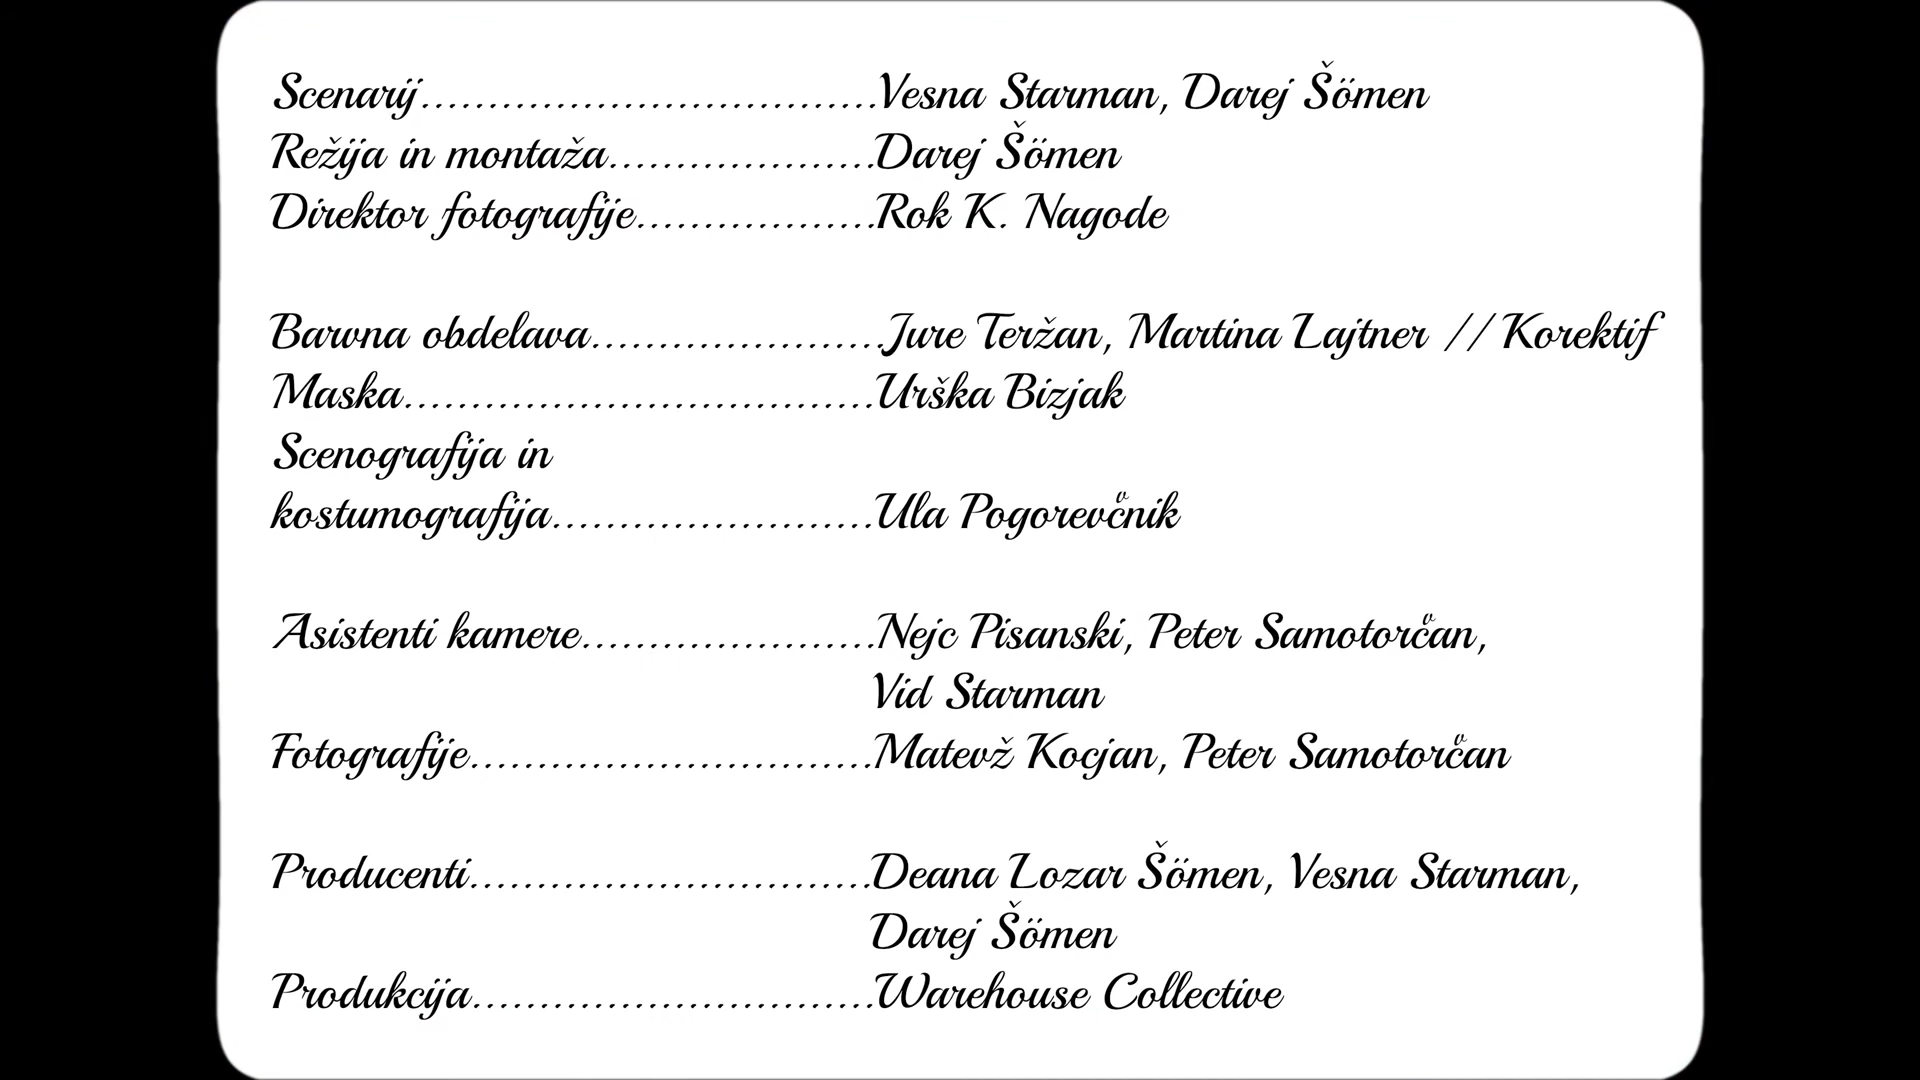 Scenarij..................................Vesna Starman, Darej Šömen
Režija in montaža....................Darej Šömen
Direktor fotografije..................Rok K. Nagode
Barvna obdelava......................Jure Teržan, Martina Lajtner // Korektif
Maska...................................Urška Bizjak
Scenografija in
kostumografija........................Ula Pogorevčnik
Asistenti kamere......................Nejc Pisanski, Peter Samotorčan,
Vid Starman
Fotografije..............................Matevž Kocjan, Peter Samotorčan
Producenti..............................Deana Lozar Šömen, Vesna Starman,
Darej Šömen
Produkcija..............................Warehouse Collective